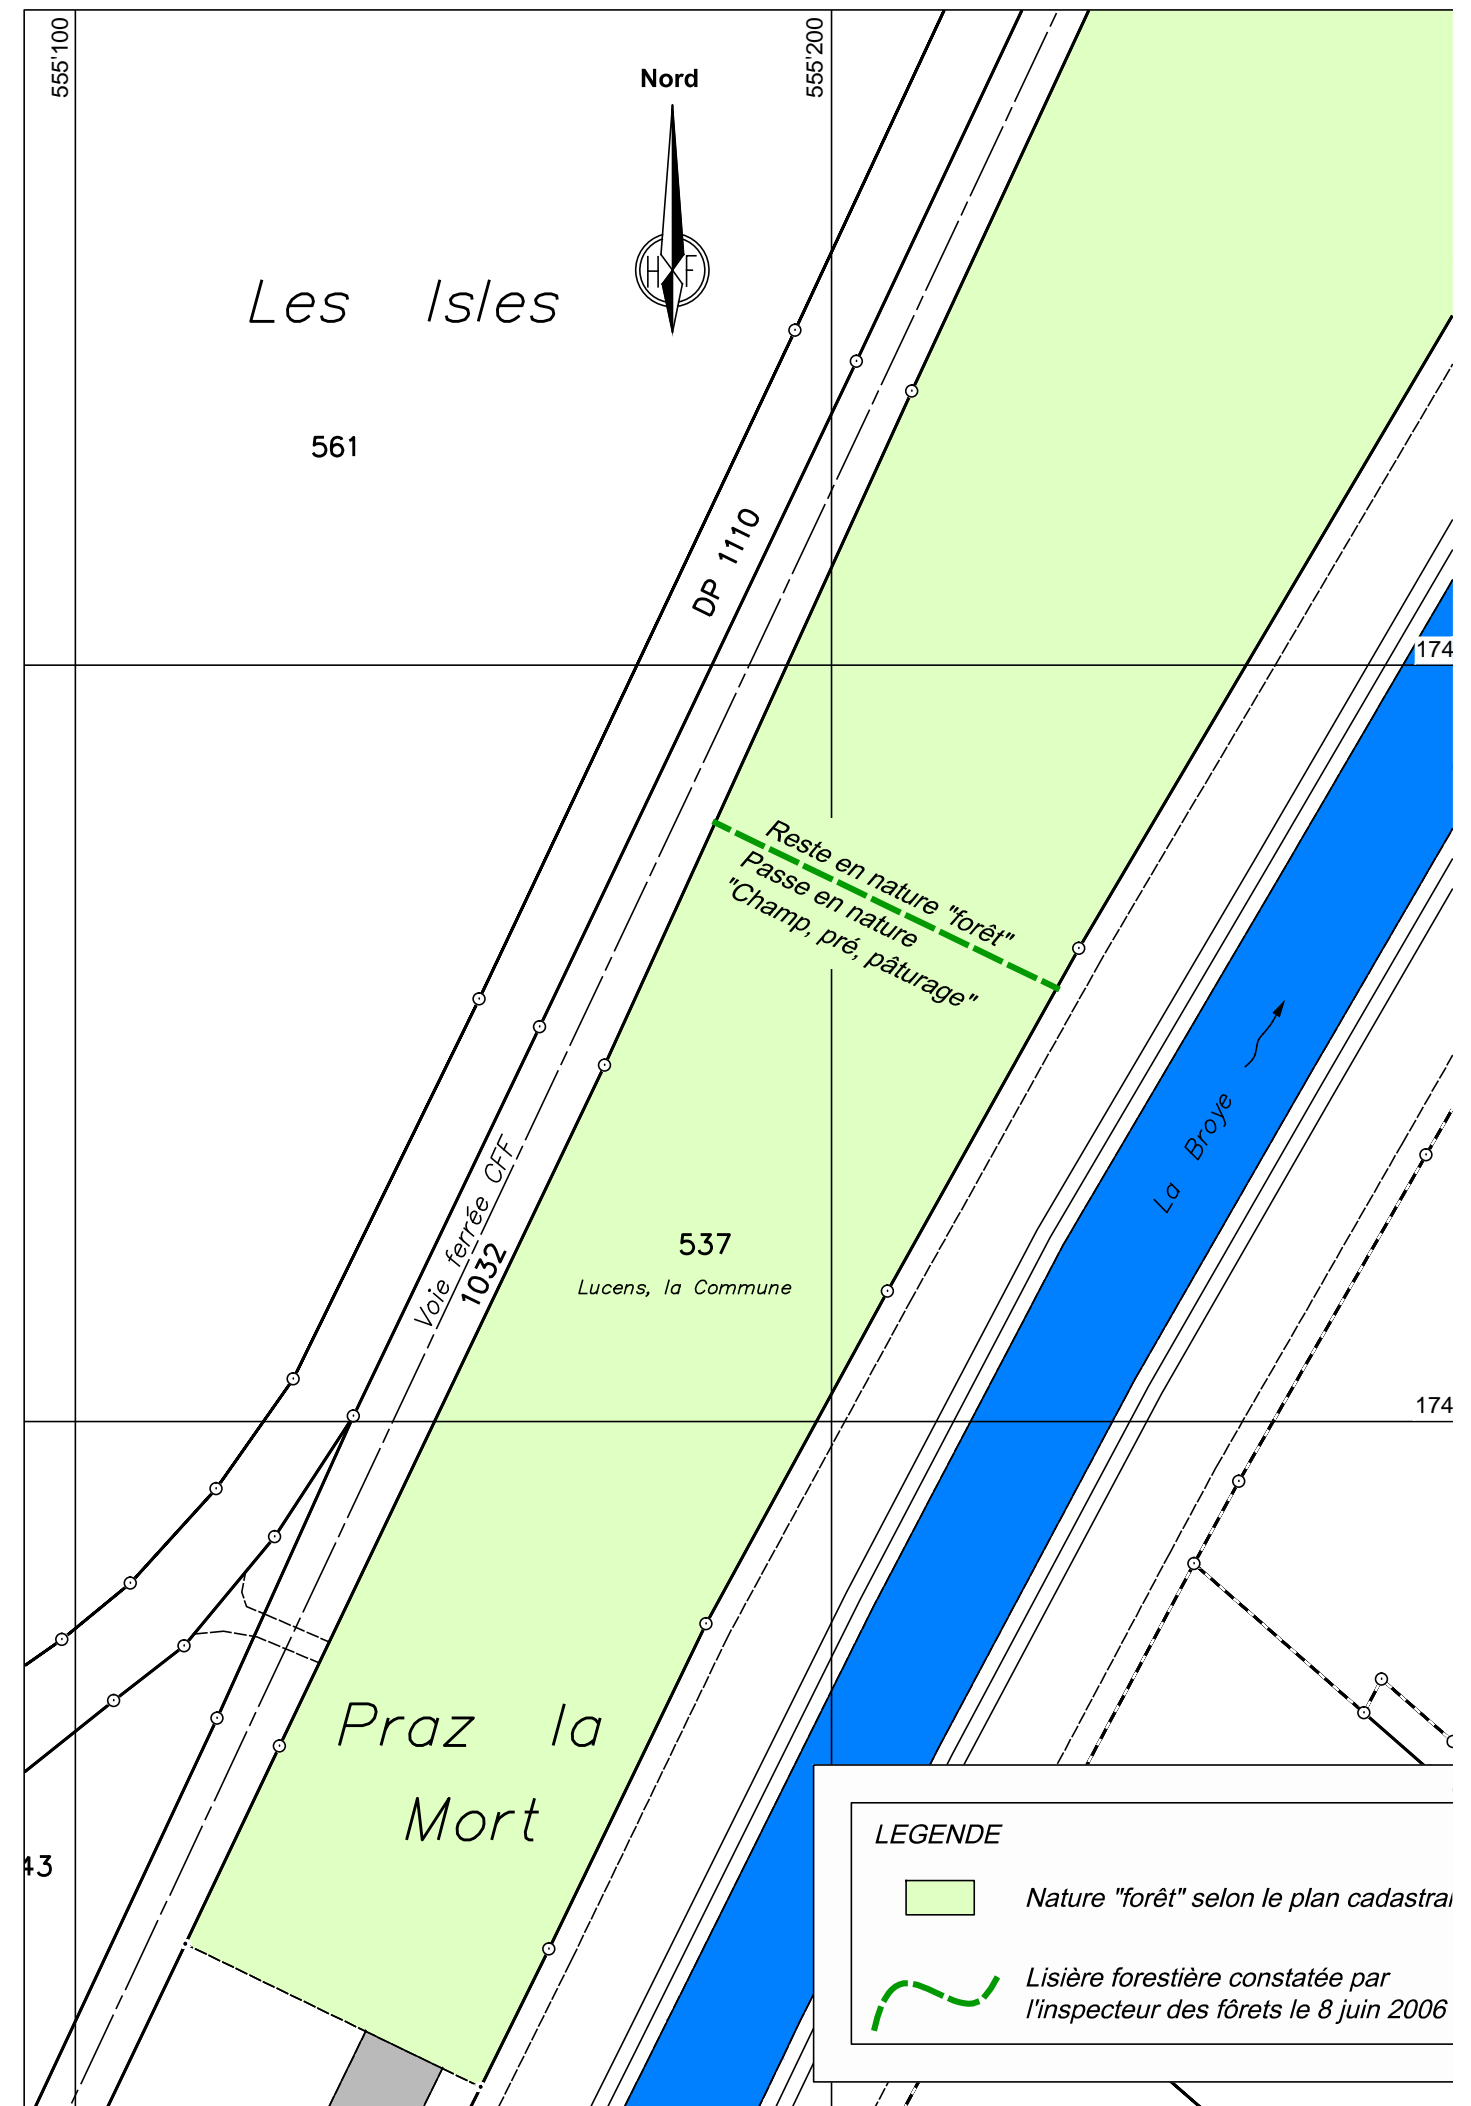 555'100
555'200
Nord
H F
Les Isles
561
DP 1110
174
Reste en nature "forêt"
Passe en nature
"Champ, pré, pâturage"
La Broye
Voie ferrée CFF
1032
537
Lucens, la Commune
174
Praz la
Mort
43
LEGENDE
Nature "forêt" selon le plan cadastral
Lisière forestière constatée par
l'inspecteur des fôrets le 8 juin 2006